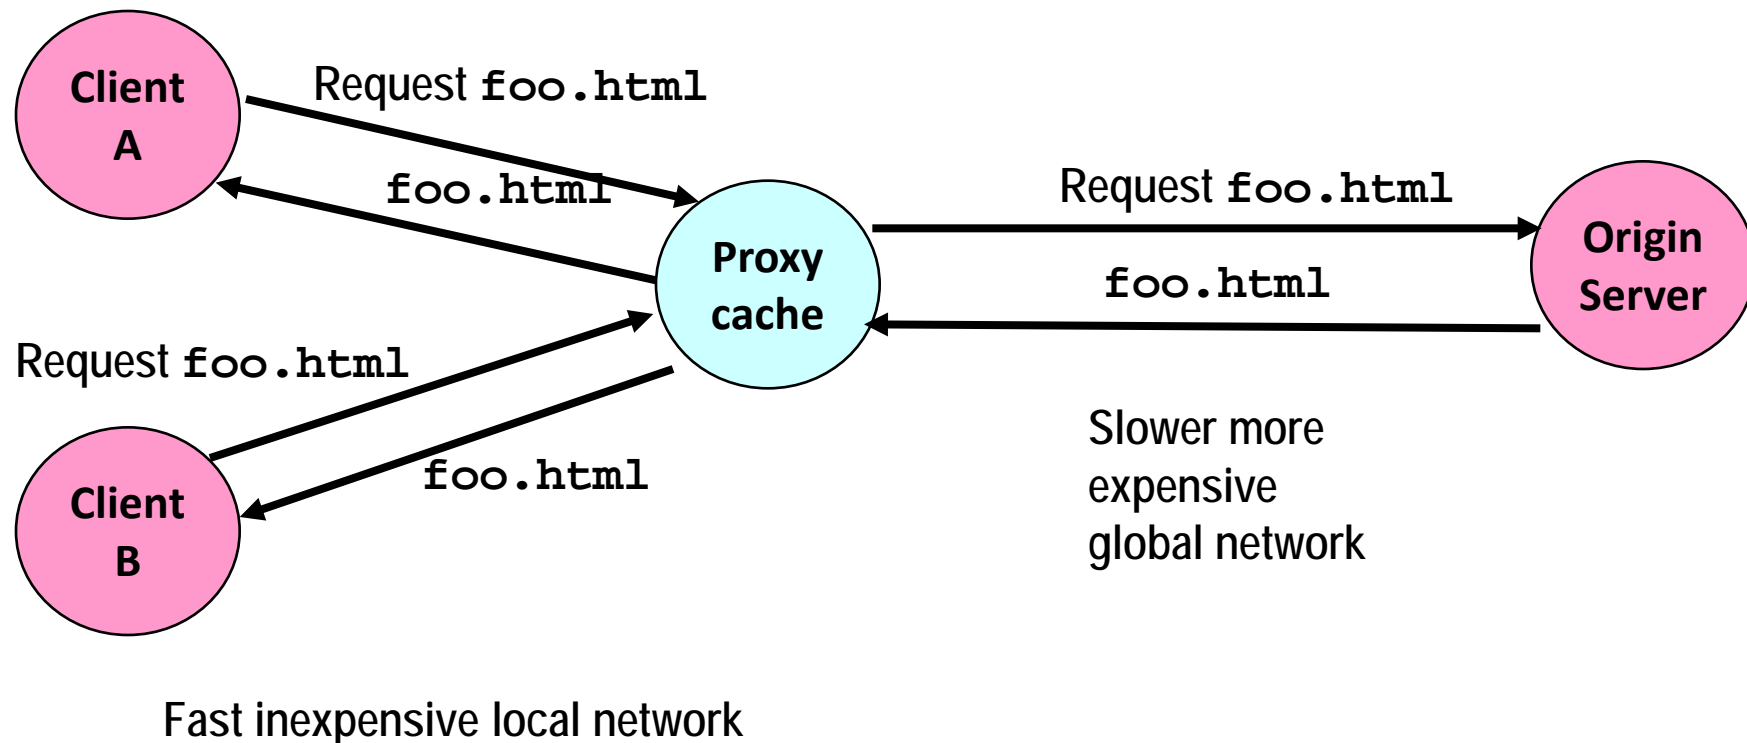 Client
A
Request foo.html
foo.html
Request foo.html
Origin
Server
Proxy
cache
foo.html
Request foo.html
foo.html
Client
B
Slower more
expensive
global network
Fast inexpensive local network